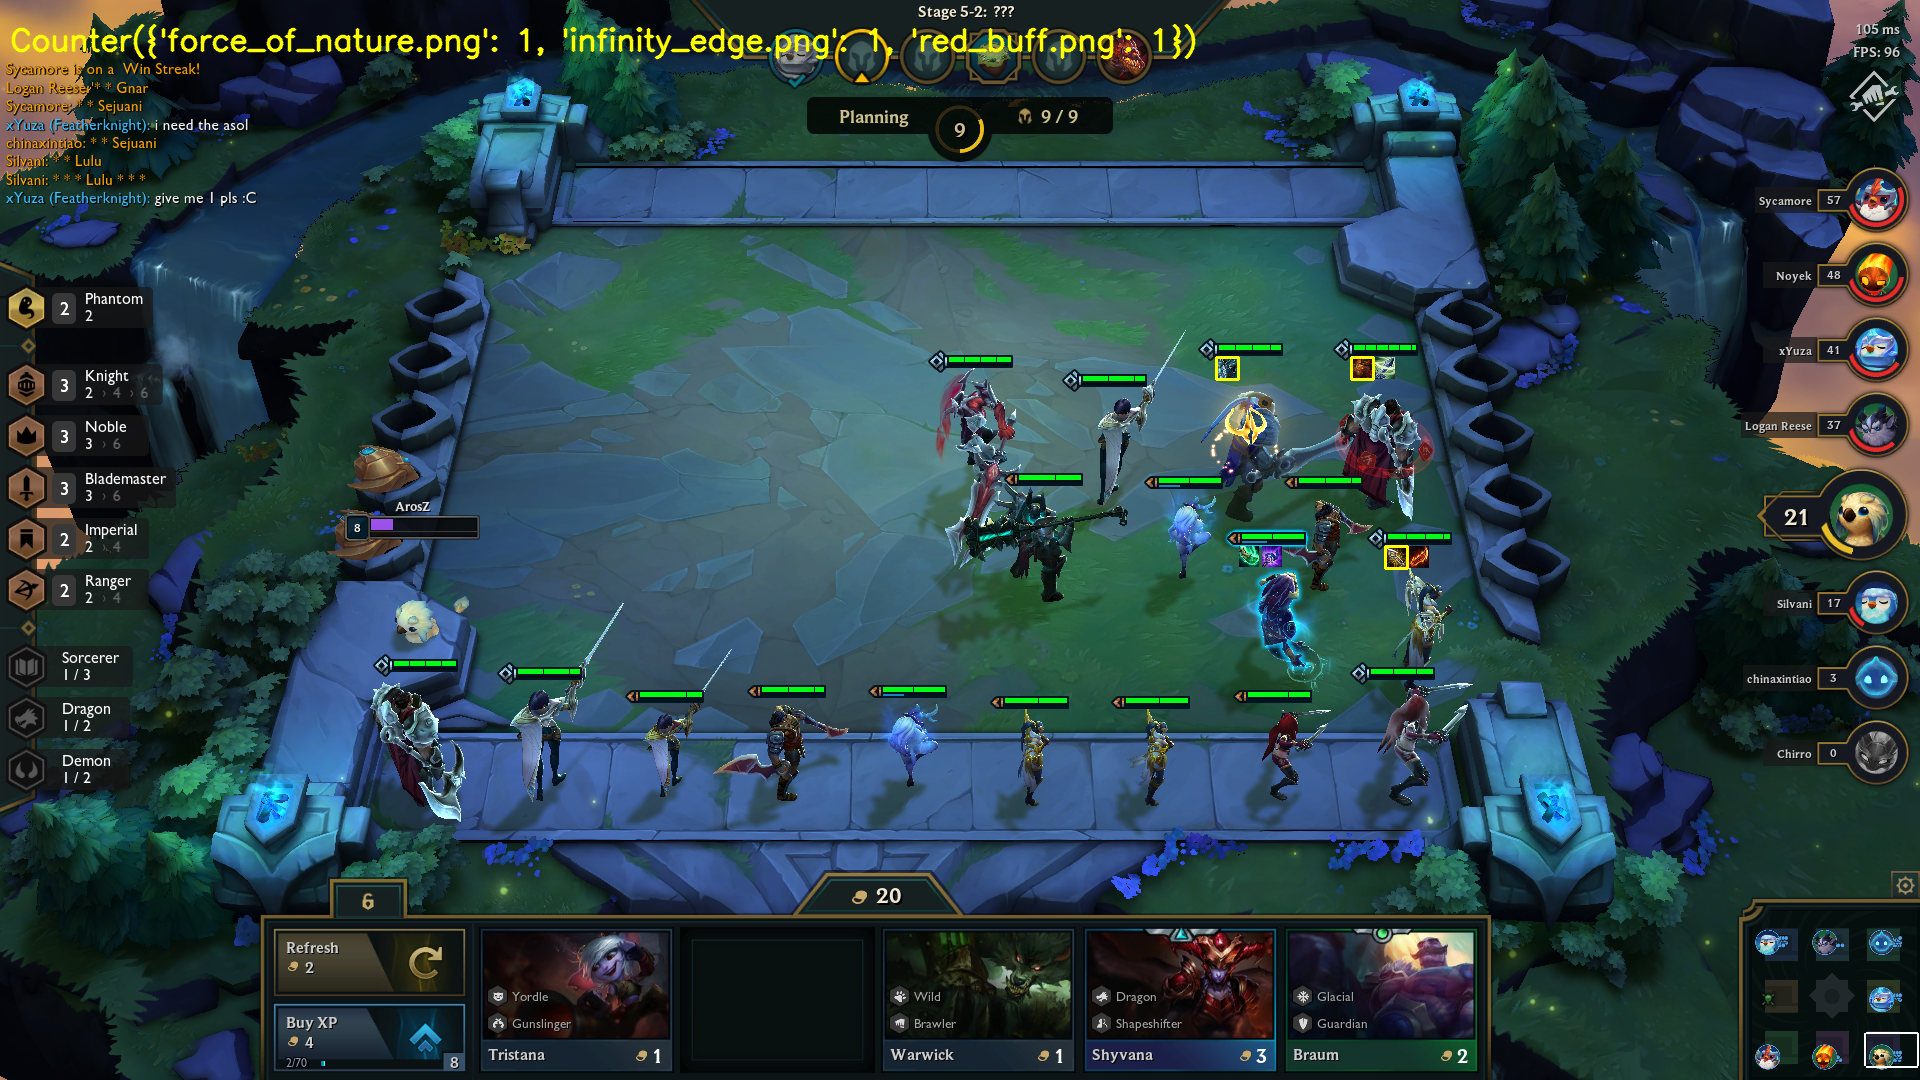 Stage 5-2: ???
Counter({'force_of_nature.png': 1, 'infinity_edge.png': 1, 'red_buff.png': 1})
105 ms
FPS: 96
Sycamore is on a Win Streak!
Logan Reese: * * Gnar
Sycamore: * * Sejuani
xYuza (Featherknight): i need the asol
chinaxintiao: * * Sejuani
Silvani: * * Lulu
Silvani: * * * Lulu * * *
xYuza (Featherknight): give me 1 pls :C
Planning
9
9 / 9
2
Phantom
2
3
Knight
2 › 4 › 6
3
Noble
3 › 6
3
Blademaster
3 › 6
2
Imperial
2 › 4
2
Ranger
2 › 4
Sorcerer
1 / 3
Dragon
1 / 2
Demon
1 / 2
ArosZ
8
Sycamore 57
Noyek 48
xYuza 41
Logan Reese 37
21
Silvani 17
chinaxintiao 3
Chirro 0
6
20
Refresh
2
Buy XP
4
2/70
8
Yordle
Gunslinger
Tristana 1
Wild
Brawler
Warwick 1
Dragon
Shapeshifter
Shyvana 3
Glacial
Guardian
Braum 2